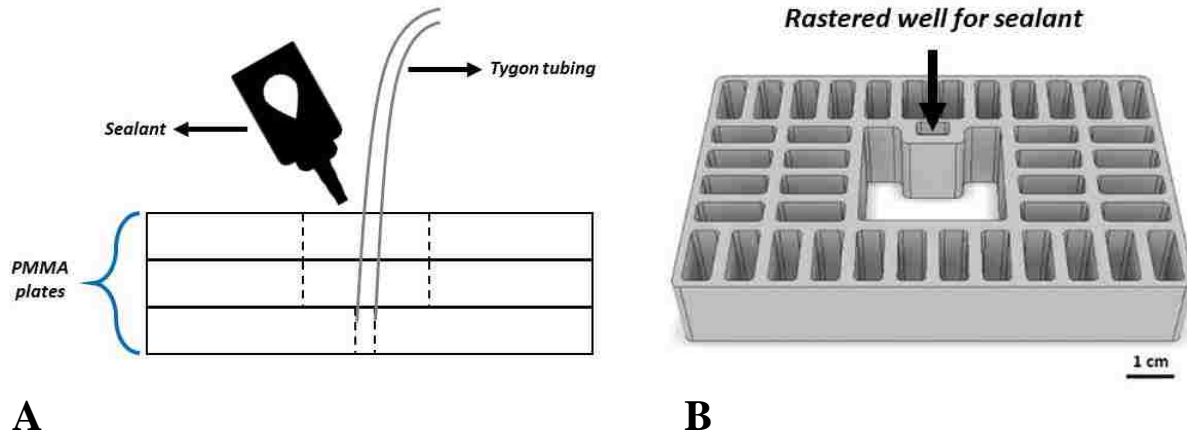 Sealant
Tygon tubing
PMMA
plates
A
Rastered well for sealant
1 cm
B